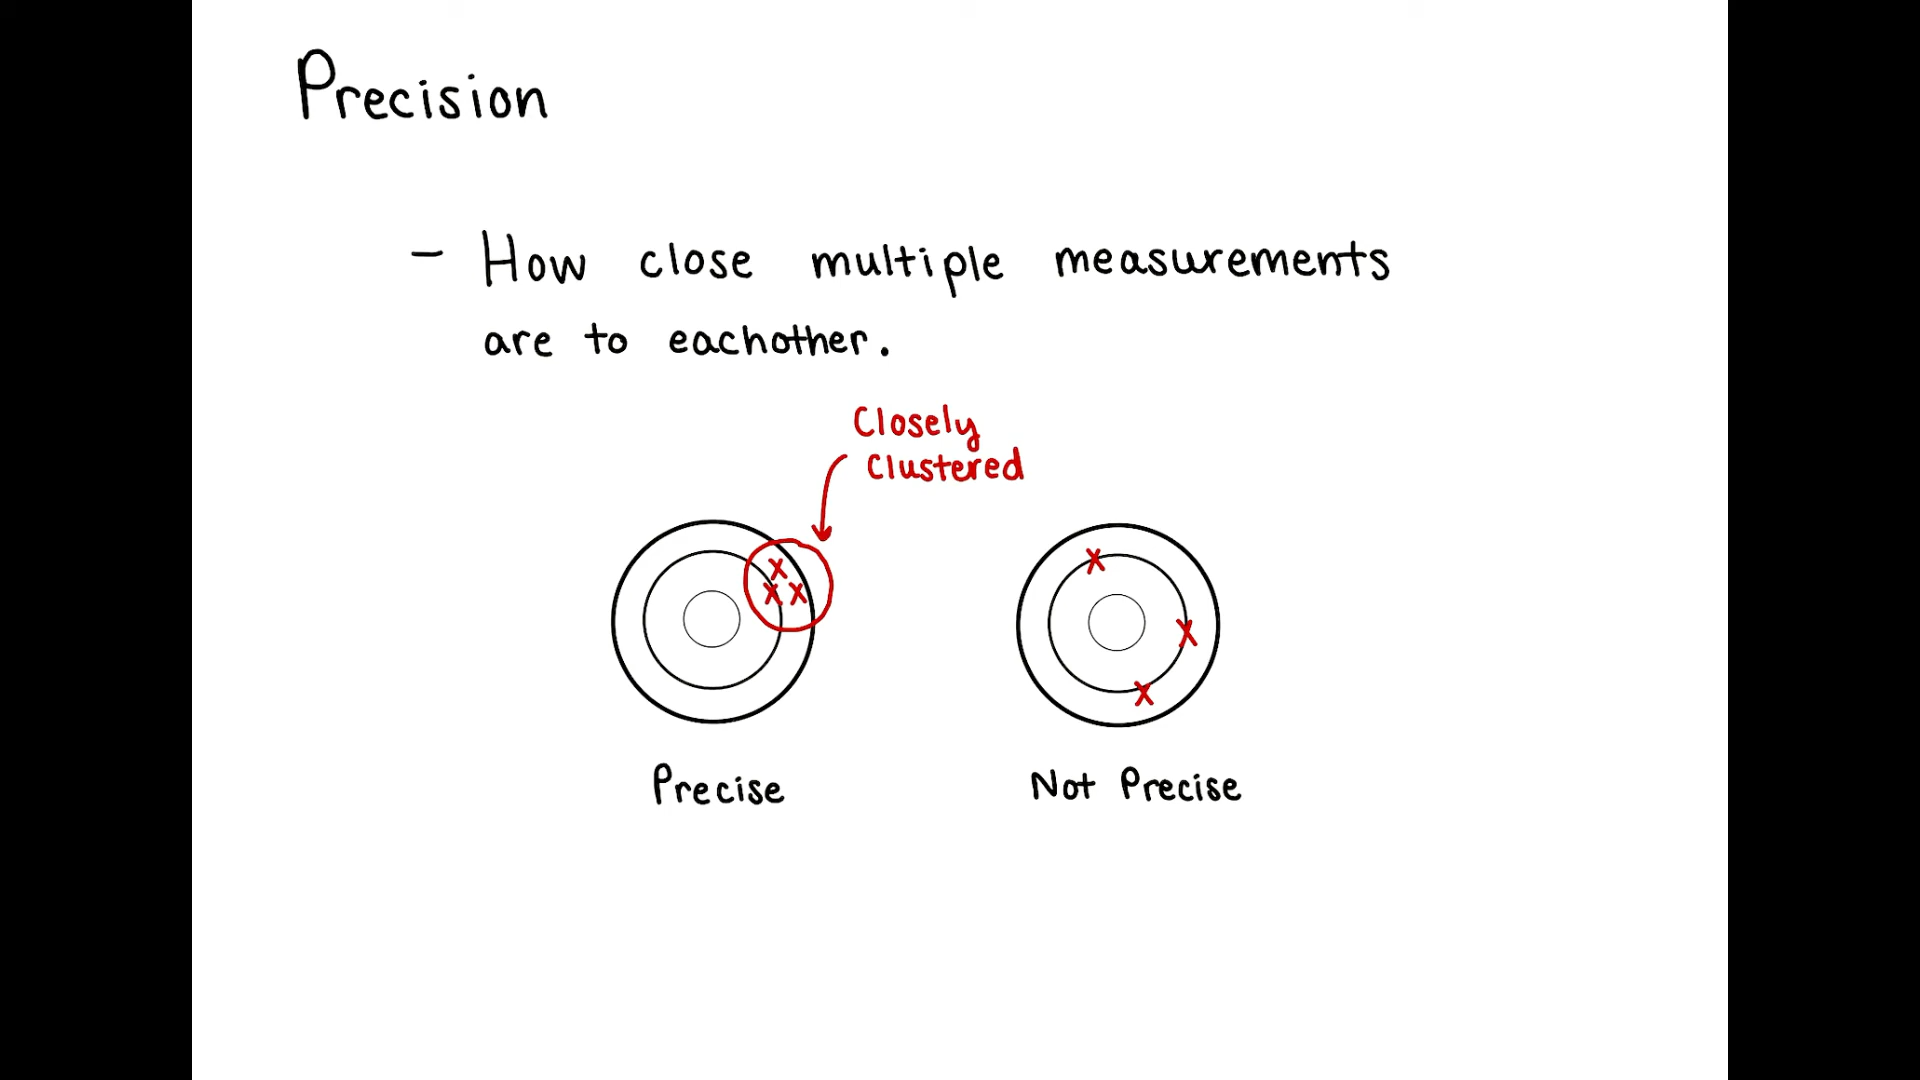 Precision
- How close multiple measurements
are to eachother.
Closely
Clustered
x
x x
x
x
x
Precise
Not Precise